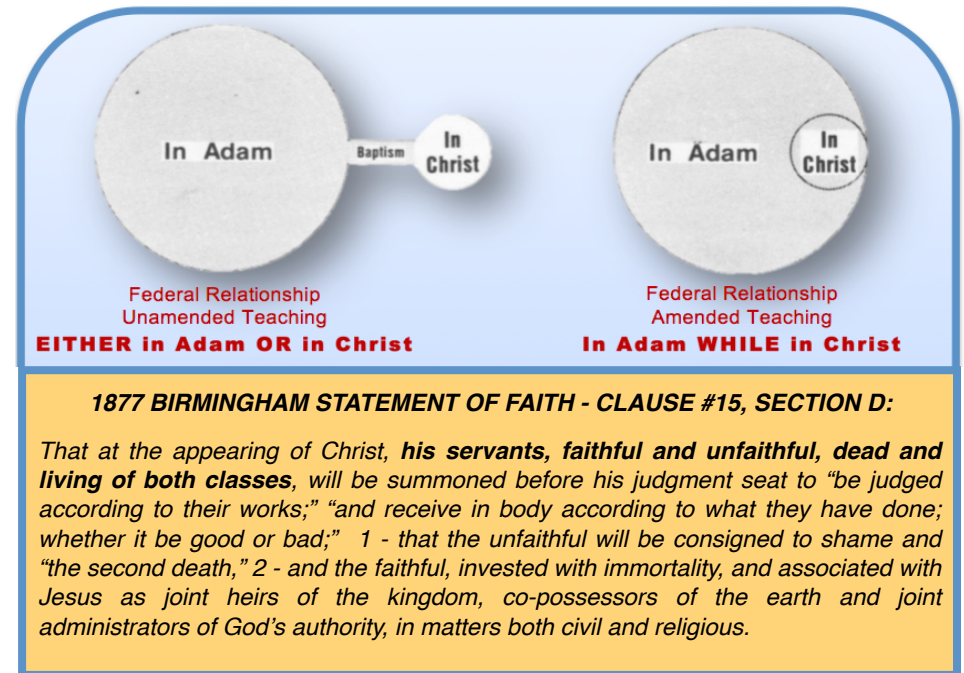 In Adam
Baptism
In
Christ
Federal Relationship
Unamended Teaching
EITHER in Adam OR in Christ
In Adam
In
Christ
Federal Relationship
Amended Teaching
In Adam WHILE in Christ
1877 BIRMINGHAM STATEMENT OF FAITH - CLAUSE #15, SECTION D:
That at the appearing of Christ, his servants, faithful and unfaithful, dead and
living of both classes, will be summoned before his judgment seat to “be judged
according to their works;” “and receive in body according to what they have done;
whether it be good or bad;” 1 - that the unfaithful will be consigned to shame and
“the second death,” 2 - and the faithful, invested with immortality, and associated with
Jesus as joint heirs of the kingdom, co-possessors of the earth and joint
administrators of God’s authority, in matters both civil and religious.